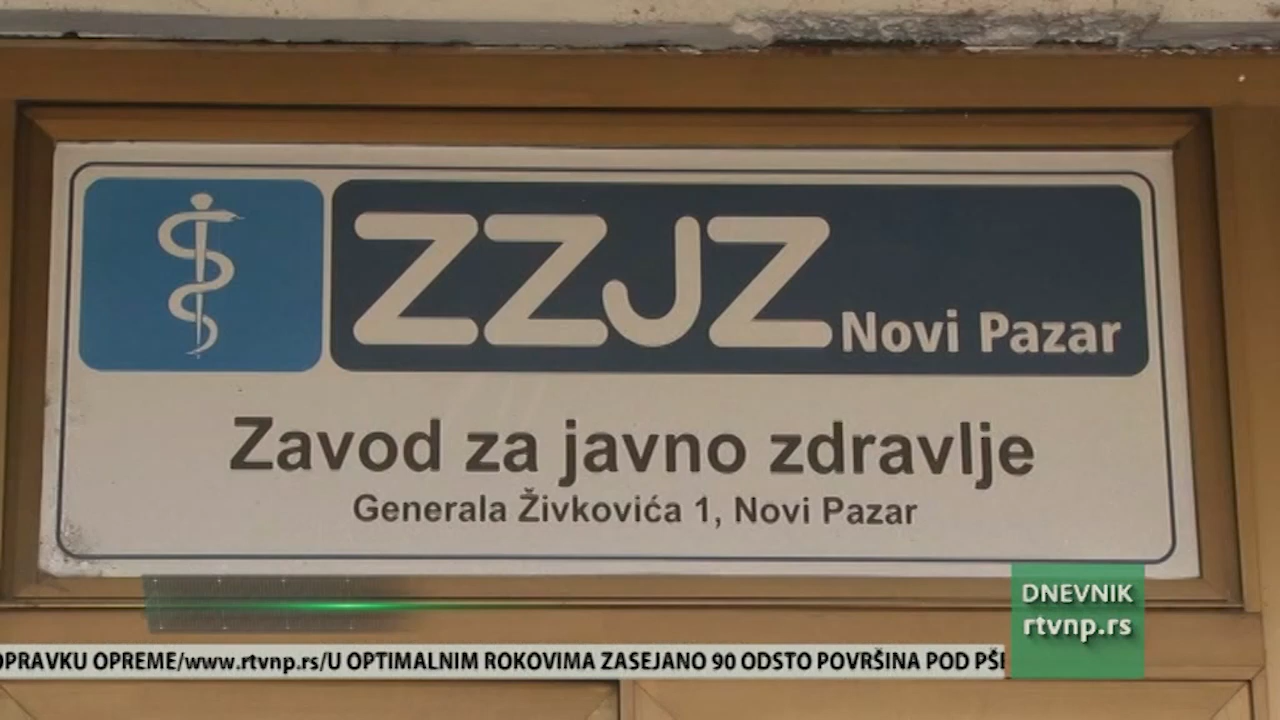 ZZJZ Novi Pazar
Zavod za javno zdravlje
Generala Živkovića 1, Novi Pazar
DNEVNIK
rtvnp.rs
OPRAVKU OPREME/www.rtvnp.rs/U OPTIMALNIM ROKOVIMA ZASEJANO 90 ODSTO POVRŠINA POD